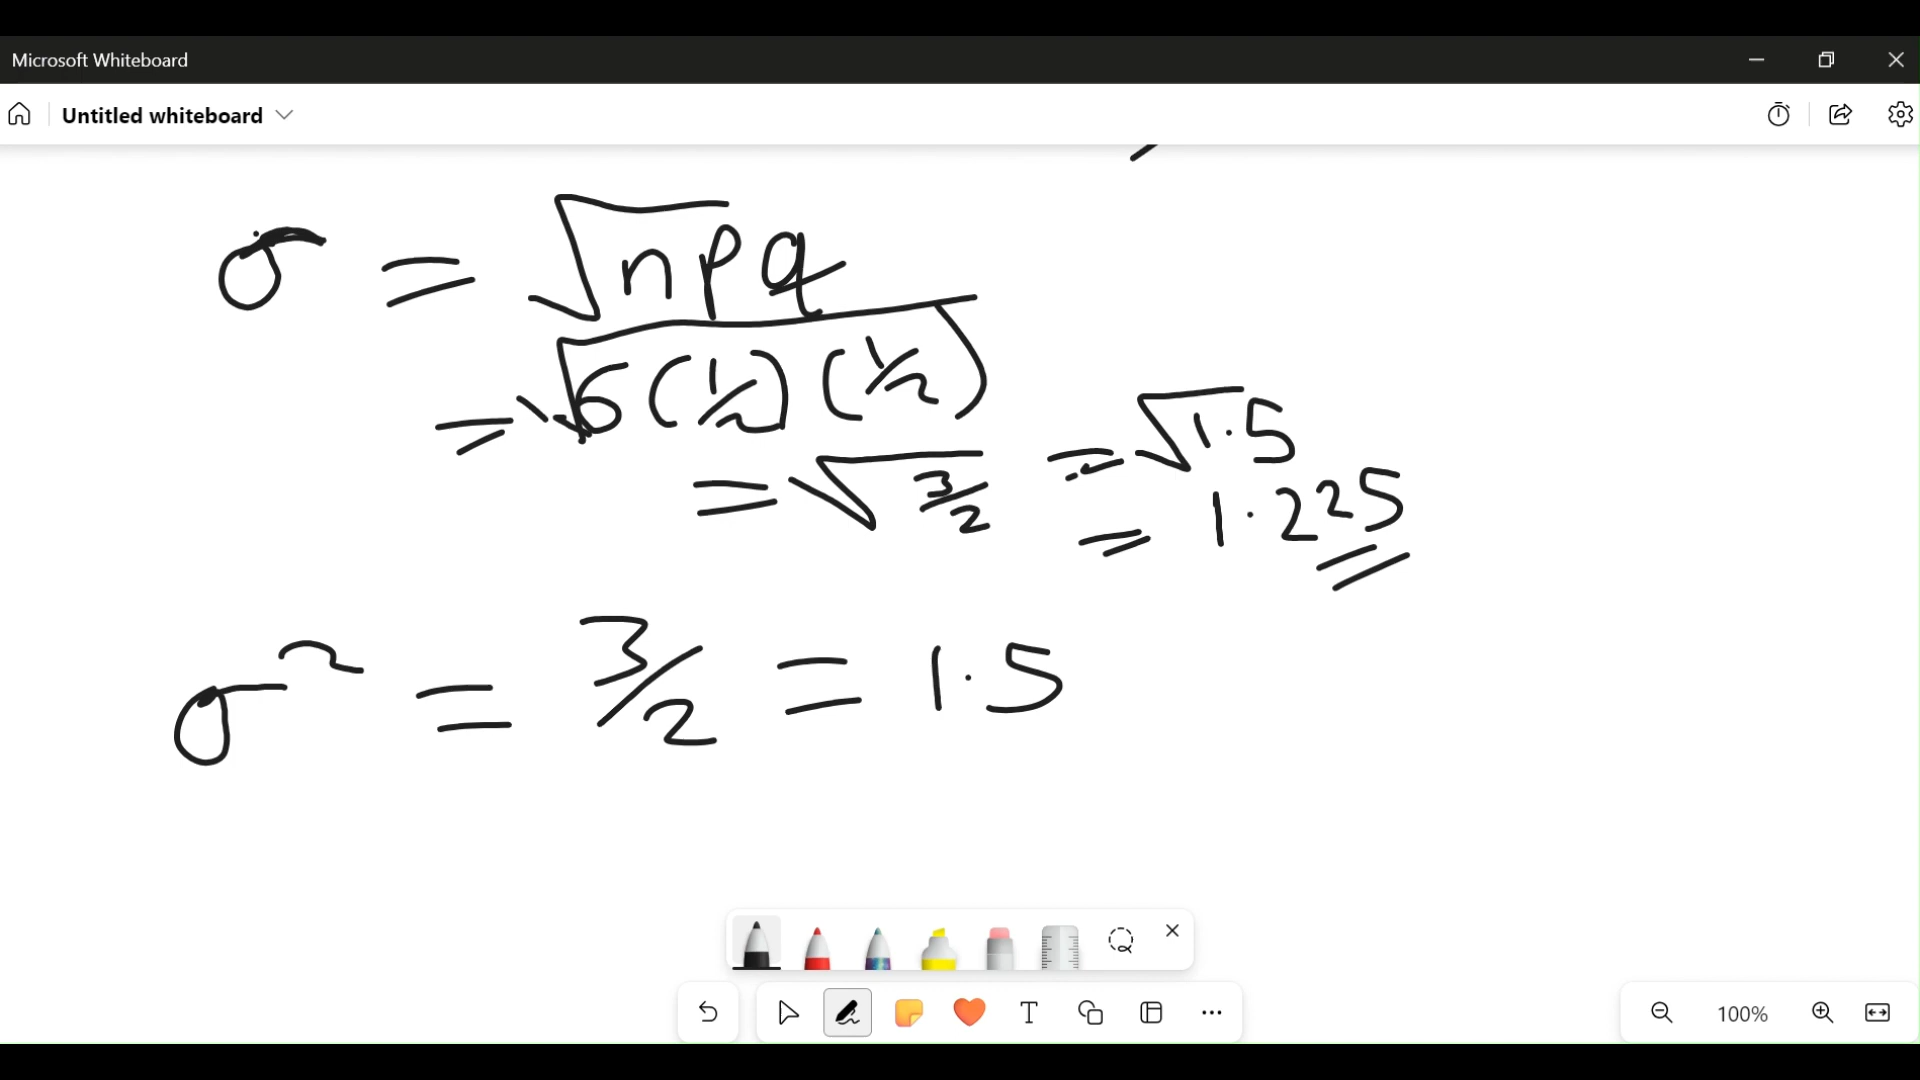 Microsoft Whiteboard
Untitled whiteboard
σ = √npq
= √6(1/2)(1/2)
= √3/2 = √1.5
= 1.225
σ² = 3/2 = 1.5
T
100%